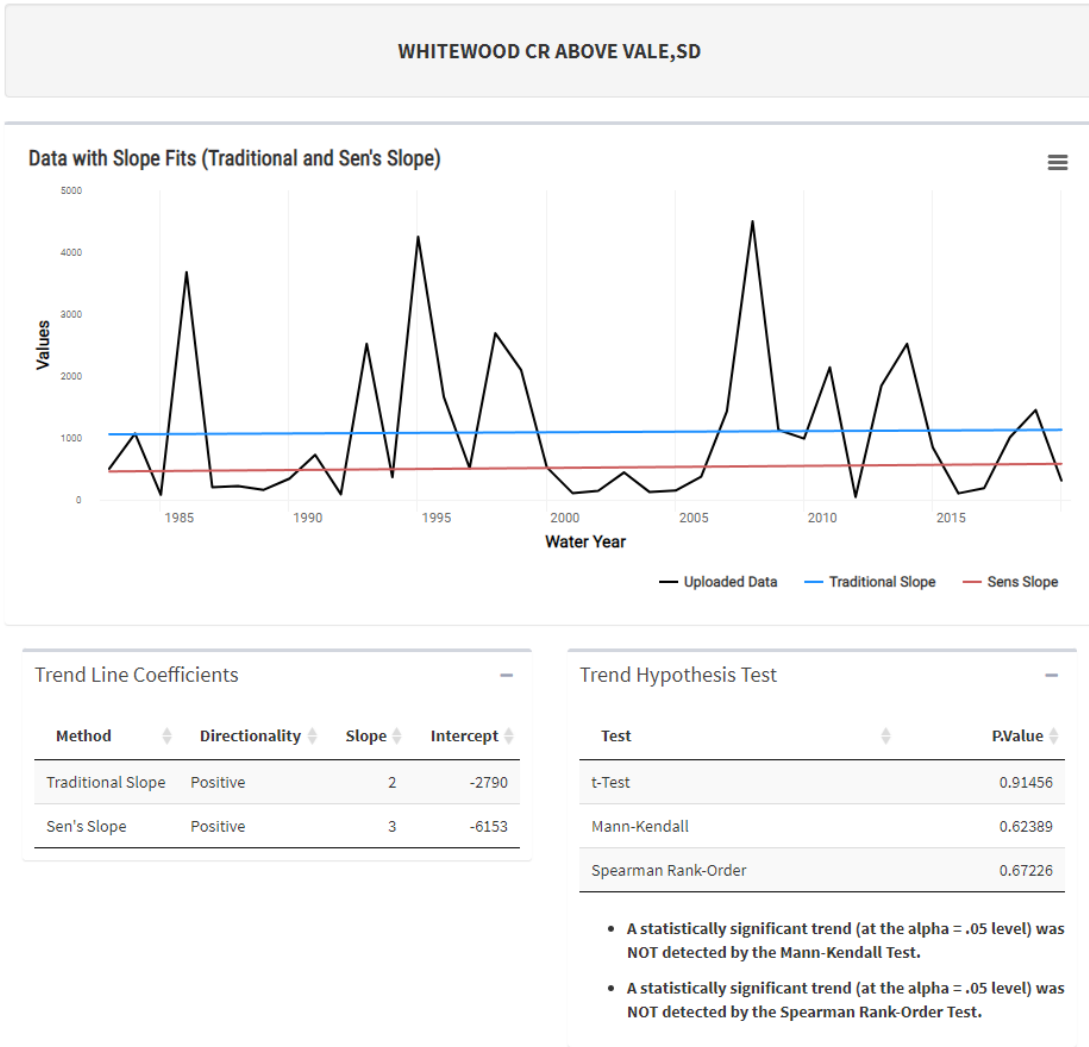 WHITEWOOD CR ABOVE VALE,SD
Data with Slope Fits (Traditional and Sen's Slope)
5000
4000
3000
2000
1000
0
Values
1985 1990 1995 2000 2005 2010 2015
Water Year
Uploaded Data Traditional Slope Sens Slope
Trend Line Coefficients
Method Directionality Slope Intercept
Traditional Slope Positive 2 -2790
Sen's Slope Positive 3 -6153
Trend Hypothesis Test
Test P.Value
t-Test 0.91456
Mann-Kendall 0.62389
Spearman Rank-Order 0.67226
• A statistically significant trend (at the alpha = .05 level) was
NOT detected by the Mann-Kendall Test.
• A statistically significant trend (at the alpha = .05 level) was
NOT detected by the Spearman Rank-Order Test.